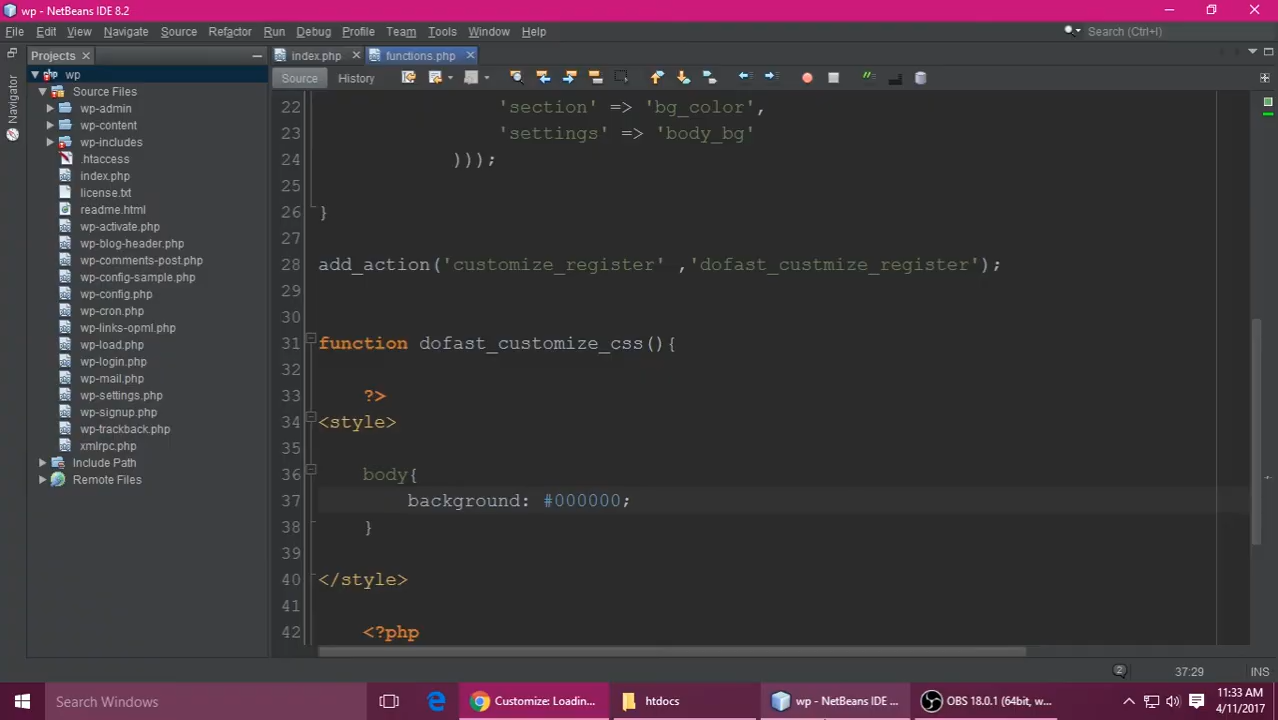 wp - NetBeans IDE 8.2
File Edit View Navigate Source Refactor Run Debug Profile Team Tools Window Help
Search (Ctrl+I)
Projects
index.php
functions.php
Navigator
wp
Source Files
wp-admin
wp-content
wp-includes
.htaccess
index.php
license.txt
readme.html
wp-activate.php
wp-blog-header.php
wp-comments-post.php
wp-config-sample.php
wp-config.php
wp-cron.php
wp-links-opml.php
wp-load.php
wp-login.php
wp-mail.php
wp-settings.php
wp-signup.php
wp-trackback.php
xmlrpc.php
Include Path
Remote Files
Source History
22 'section' => 'bg_color',
23 'settings' => 'body_bg'
24 )));
25
26 }
27
28 add_action('customize_register' ,'dofast_custmize_register');
29
30
31 function dofast_customize_css(){
32
33 ?>
34 <style>
35
36 body{
37 background: #000000;
38 }
39
40 </style>
41
42 <?php
2
37:29
INS
Search Windows
Customize: Loadin...
htdocs
wp - NetBeans IDE ...
OBS 18.0.1 (64bit, w...
11:33 AM
4/11/2017